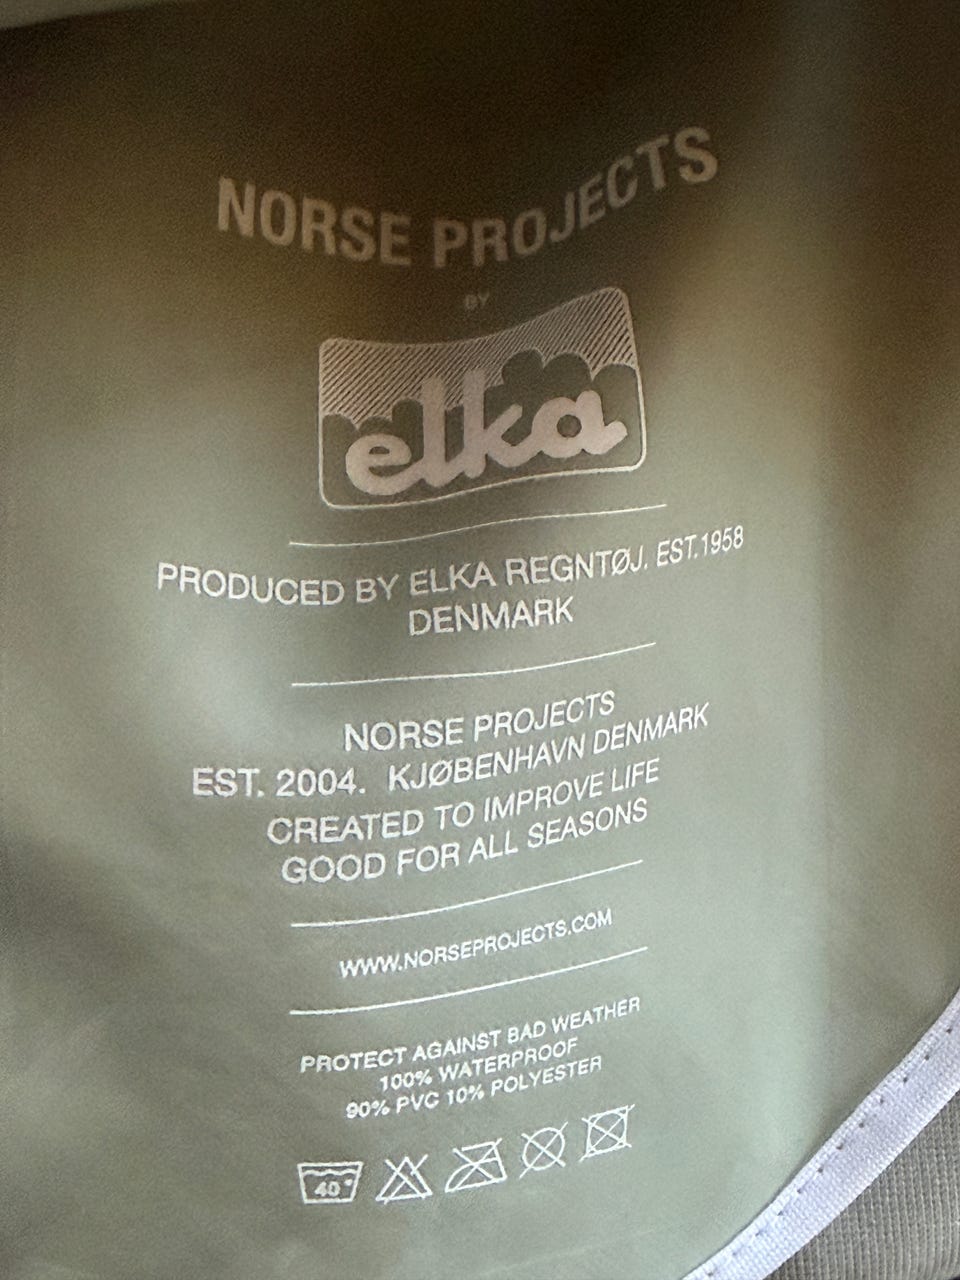 NORSE PROJECTS
BY
elka
PRODUCED BY ELKA REGNTØJ. EST.1958
DENMARK
NORSE PROJECTS
EST. 2004. KJØBENHAVN DENMARK
CREATED TO IMPROVE LIFE
GOOD FOR ALL SEASONS
WWW.NORSEPROJECTS.COM
PROTECT AGAINST BAD WEATHER
100% WATERPROOF
90% PVC 10% POLYESTER
40°